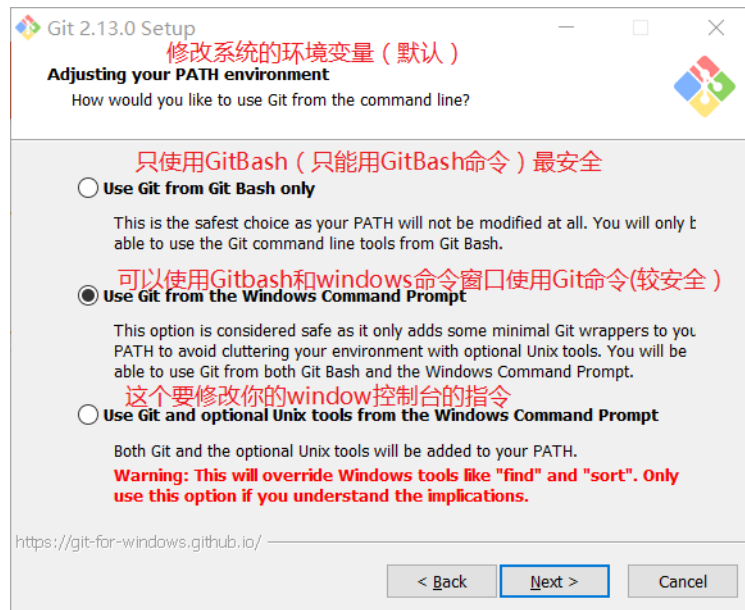 Git 2.13.0 Setup
修改系统的环境变量（默认）
Adjusting your PATH environment
How would you like to use Git from the command line?
只使用GitBash（只能用GitBash命令）最安全
Use Git from Git Bash only
This is the safest choice as your PATH will not be modified at all. You will only b
able to use the Git command line tools from Git Bash.
可以使用Gitbash和windows命令窗口使用Git命令(较安全）
Use Git from the Windows Command Prompt
This option is considered safe as it only adds some minimal Git wrappers to you
PATH to avoid cluttering your environment with optional Unix tools. You will be
able to use Git from both Git Bash and the Windows Command Prompt.
这个要修改你的window控制台的指令
Use Git and optional Unix tools from the Windows Command Prompt
Both Git and the optional Unix tools will be added to your PATH.
Warning: This will override Windows tools like "find" and "sort". Only
use this option if you understand the implications.
https://git-for-windows.github.io/
< Back Next > Cancel